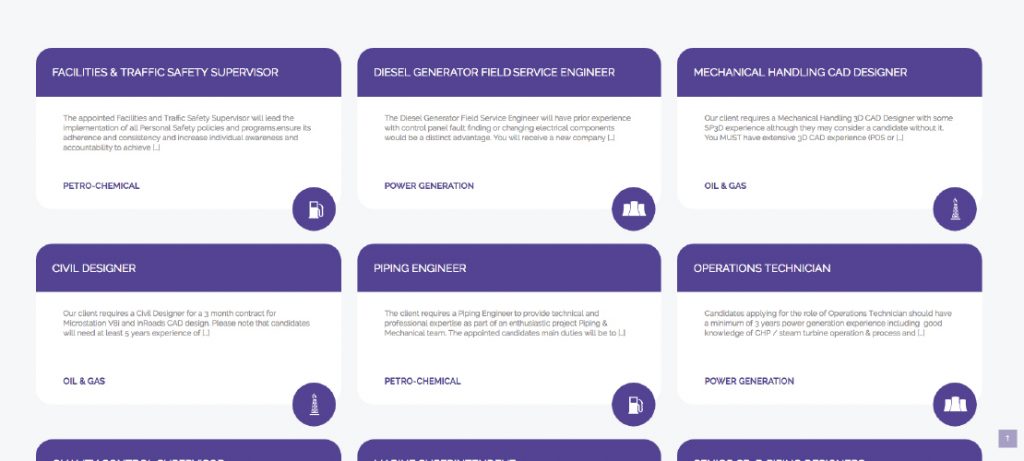 FACILITIES & TRAFFIC SAFETY SUPERVISOR
The appointed Facilities and Traffic Safety Supervisor will lead the
implementation of all Personal Safety policies and programs,ensure its
adherence and consistency and increase individual awareness and
accountability to achieve [...]
PETRO-CHEMICAL
DIESEL GENERATOR FIELD SERVICE ENGINEER
The Diesel Generator Field Service Engineer will have prior experience
with control panel fault finding or changing electrical components
would be a distinct advantage. You will receive a new company [...]
POWER GENERATION
MECHANICAL HANDLING CAD DESIGNER
Our client requires a Mechanical Handling 3D CAD Designer with some
SP3D experience although they may consider a candidate without it.
You MUST have extensive 3D CAD experience (PDS or [...]
OIL & GAS
CIVIL DESIGNER
Our client requires a Civil Designer for a 3 month contract for
Microstation V8i and InRoads CAD design. Please note that candidates
will need at least 5 years experience of [...]
OIL & GAS
PIPING ENGINEER
The client requires a Piping Engineer to provide technical and
professional expertise as part of an enthusiastic project Piping &
Mechanical team. The appointed candidates main duties will be to [...]
PETRO-CHEMICAL
OPERATIONS TECHNICIAN
Candidates applying for the role of Operations Technician should have
a minimum of 3 years power generation experience including good
knowledge of CHP / steam turbine operation & process and [...]
POWER GENERATION
QUALITY CONTROL SUPERVISOR
MARINE SUPERINTENDENT
PIPING DESIGNERS